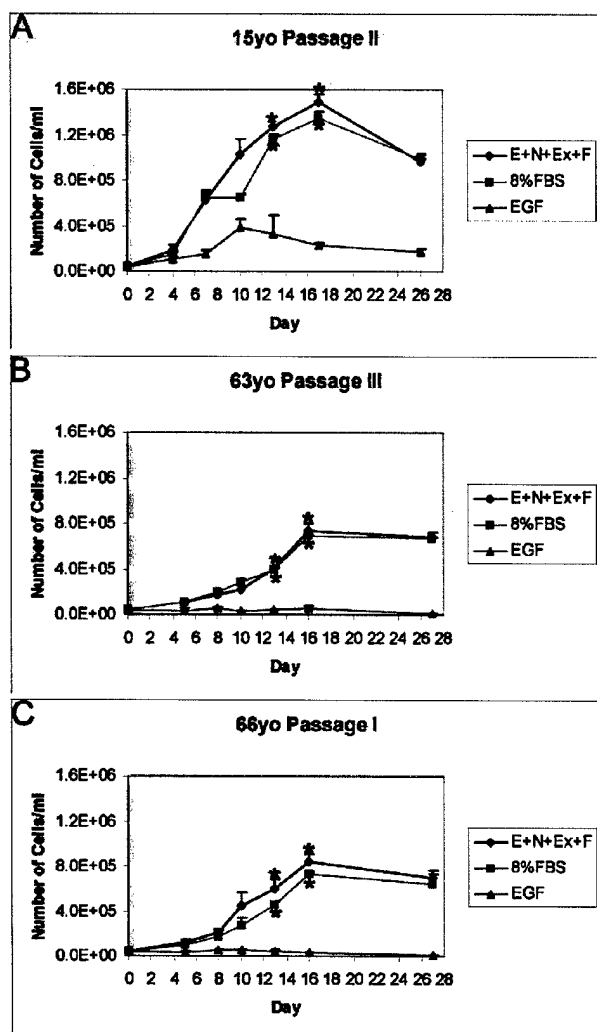 A
15yo Passage II
Number of Cells/ml
1.6E+06
1.2E+06
8.0E+05
4.0E+05
0.0E+00
0 2 4 6 8 10 12 14 16 18 20 22 24 26 28
Day
E+N+Ex+F
8%FBS
EGF
B
63yo Passage III
Number of Cells/ml
1.6E+06
1.2E+06
8.0E+05
4.0E+05
0.0E+00
0 2 4 6 8 10 12 14 16 18 20 22 24 26 28
Day
E+N+Ex+F
8%FBS
EGF
C
66yo Passage I
Number of Cells/ml
1.6E+06
1.2E+06
8.0E+05
4.0E+05
0.0E+00
0 2 4 6 8 10 12 14 16 18 20 22 24 26 28
Day
E+N+Ex+F
8%FBS
EGF